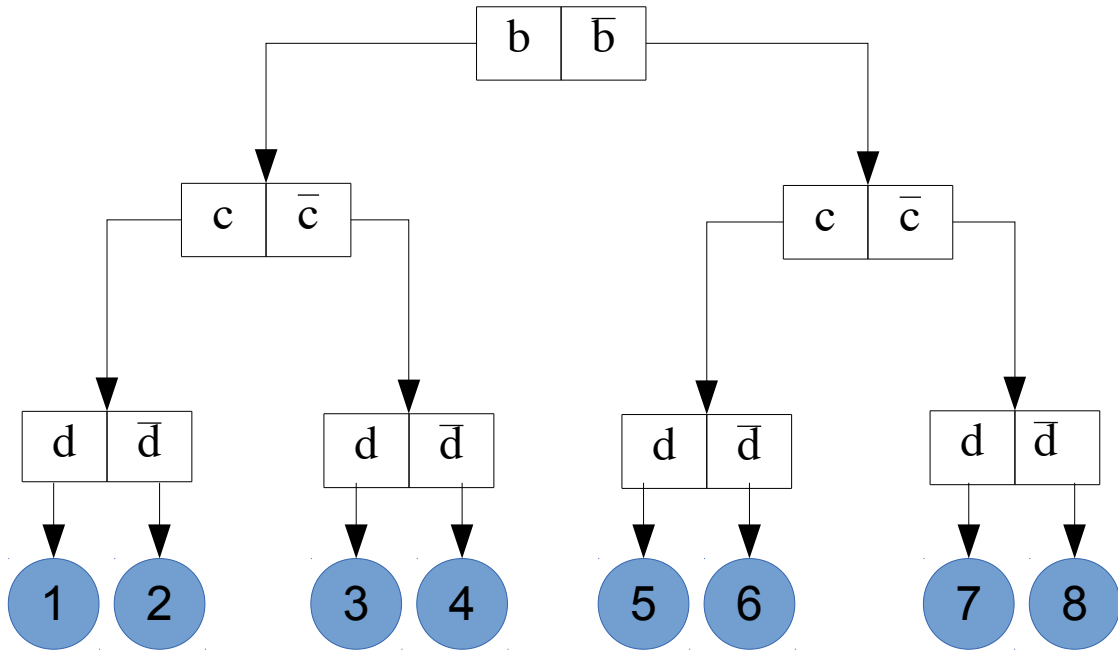 b b̅
c c̅ c c̅
d d̅ d d̅ d d̅ d d̅
1 2 3 4 5 6 7 8